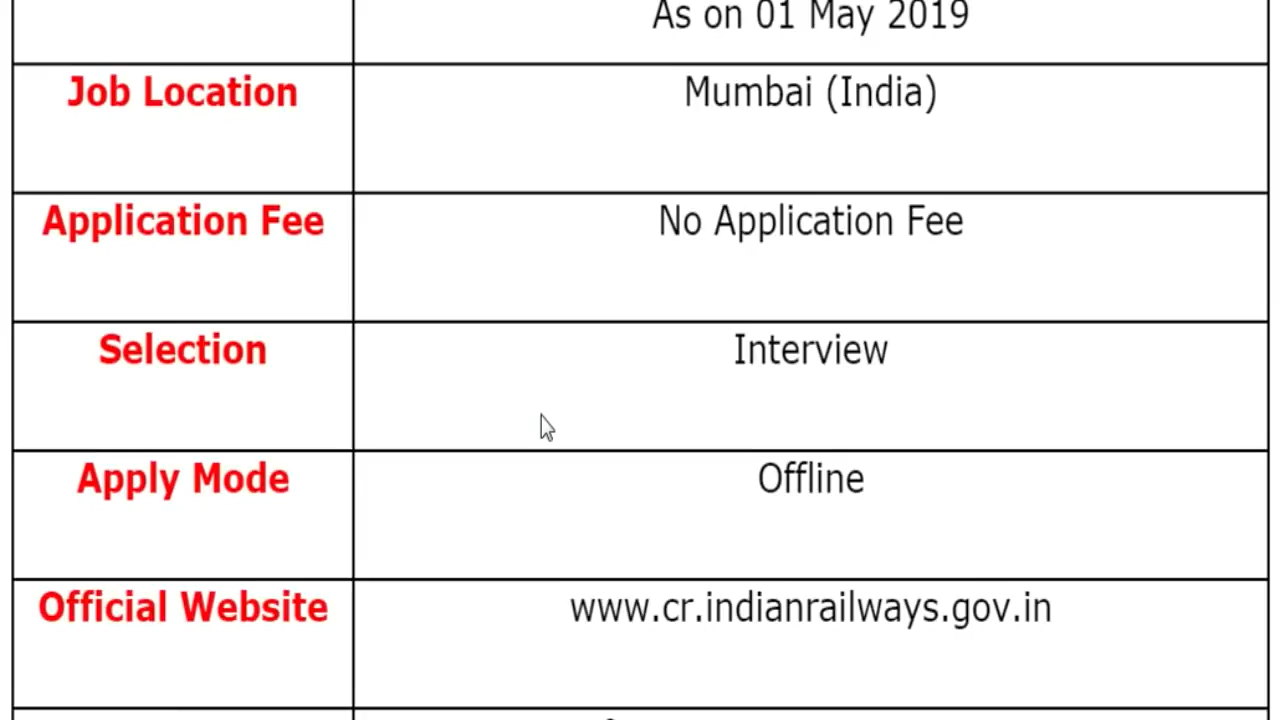 As on 01 May 2019
Job Location Mumbai (India)
Application Fee No Application Fee
Selection Interview
Apply Mode Offline
Official Website www.cr.indianrailways.gov.in